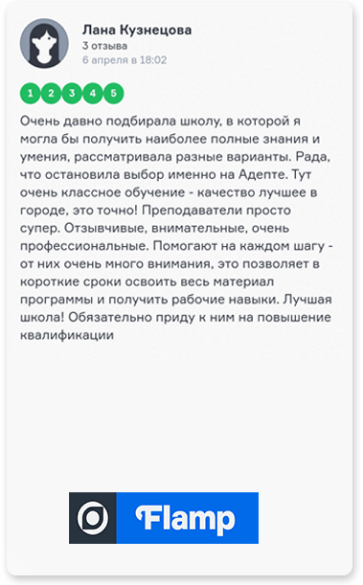 Лана Кузнецова
3 отзыва
6 апреля в 18:02
1 2 3 4 5
Очень давно подбирала школу, в которой я
могла бы получить наиболее полные знания и
умения, рассматривала разные варианты. Рада,
что остановила выбор именно на Адепте. Тут
очень классное обучение - качество лучшее в
городе, это точно! Преподаватели просто
супер. Отзывчивые, внимательные, очень
профессиональные. Помогают на каждом шагу -
от них очень много внимания, это позволяет в
короткие сроки освоить весь материал
программы и получить рабочие навыки. Лучшая
школа! Обязательно приду к ним на повышение
квалификации
Flamp